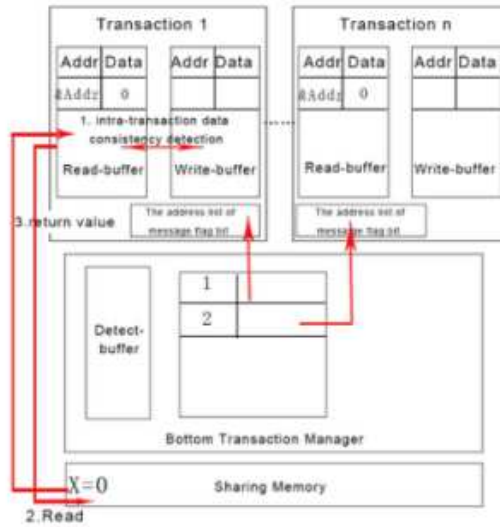 Transaction 1
Transaction n
Addr Data
Addr Data
Addr Data
Addr Data
&Addr 0
&Addr 0
1. intra-transaction data
consistency detection
Read-buffer
Write-buffer
Read-buffer
Write-buffer
3.return value
The address list of
message flag bit
The address list of
message flag bit
1
2
Detect-
buffer
Bottom Transaction Manager
X=0
Sharing Memory
2.Read